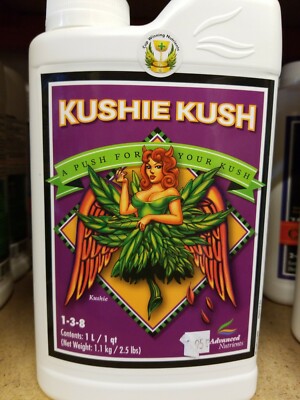 KUSHIE KUSH
A PUSH FOR YOUR KUSH
Kushie
1-3-8
Contents: 1 L / 1 qt
(Net Weight: 1.1 kg / 2.5 lbs)
Advanced
Nutrients